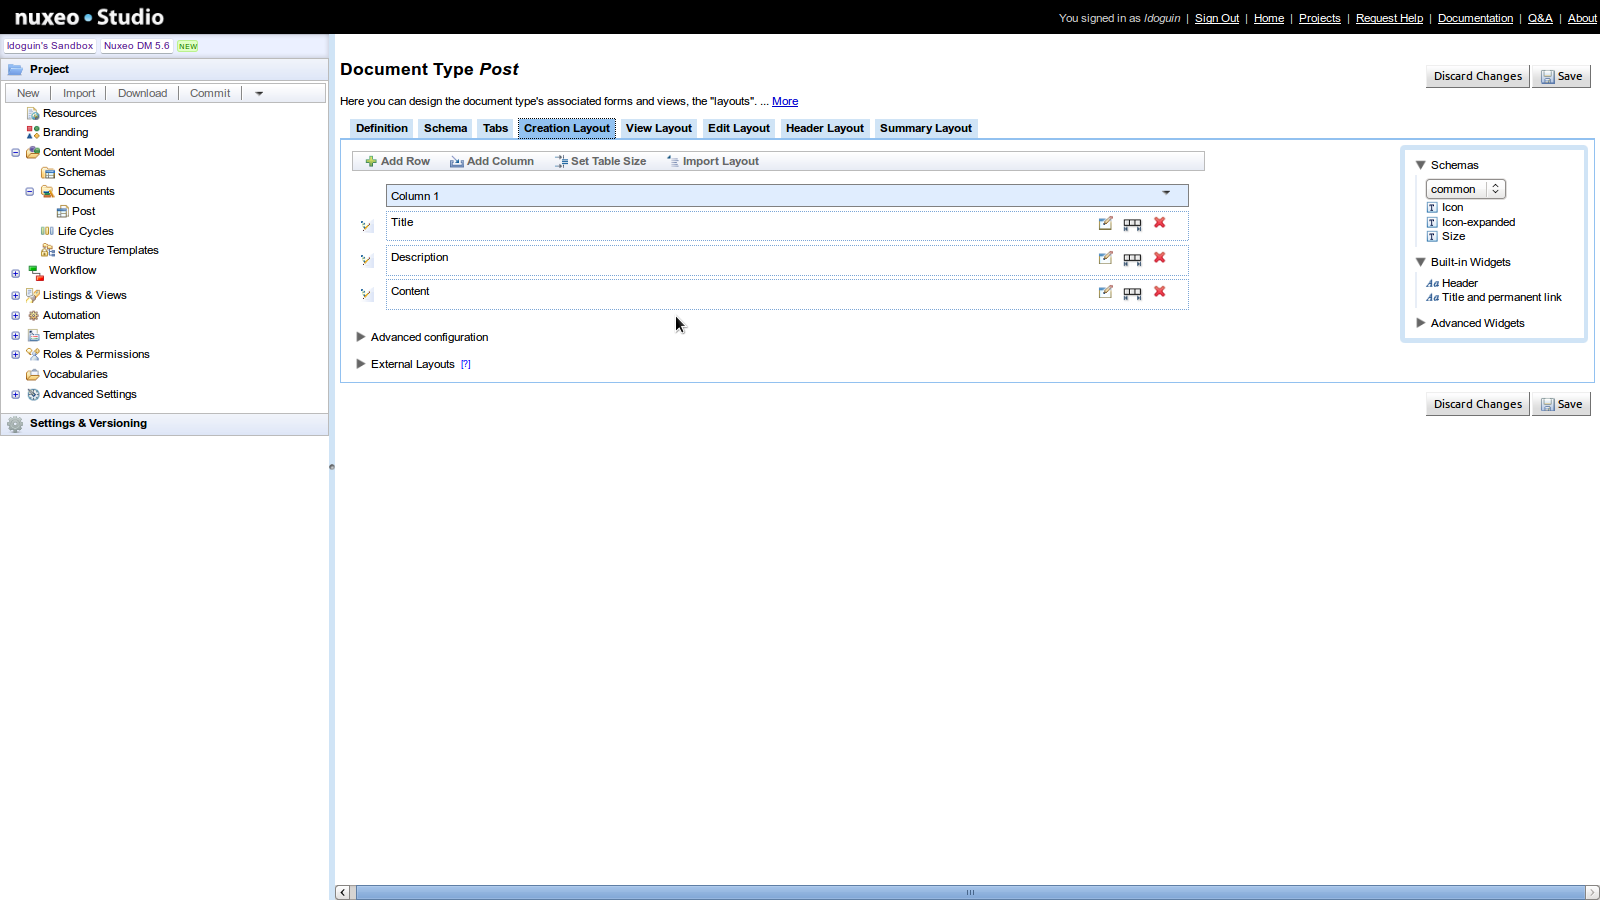 nuxeo Studio
You signed in as ldoguin | Sign Out | Home | Projects | Request Help | Documentation | Q&A | About
ldoguin's Sandbox Nuxeo DM 5.6 NEW
Project
New | Import | Download | Commit |
Resources
Branding
Content Model
Schemas
Documents
Post
Life Cycles
Structure Templates
Workflow
Listings & Views
Automation
Templates
Roles & Permissions
Vocabularies
Advanced Settings
Settings & Versioning
Document Type Post
Discard Changes Save
Here you can design the document type's associated forms and views, the "layouts". ... More
Definition Schema Tabs Creation Layout View Layout Edit Layout Header Layout Summary Layout
Add Row Add Column Set Table Size Import Layout
Column 1
Title
Description
Content
Advanced configuration
External Layouts [?]
Schemas
common
Icon
Icon-expanded
Size
Built-in Widgets
Aa Header
Aa Title and permanent link
Advanced Widgets
Discard Changes Save